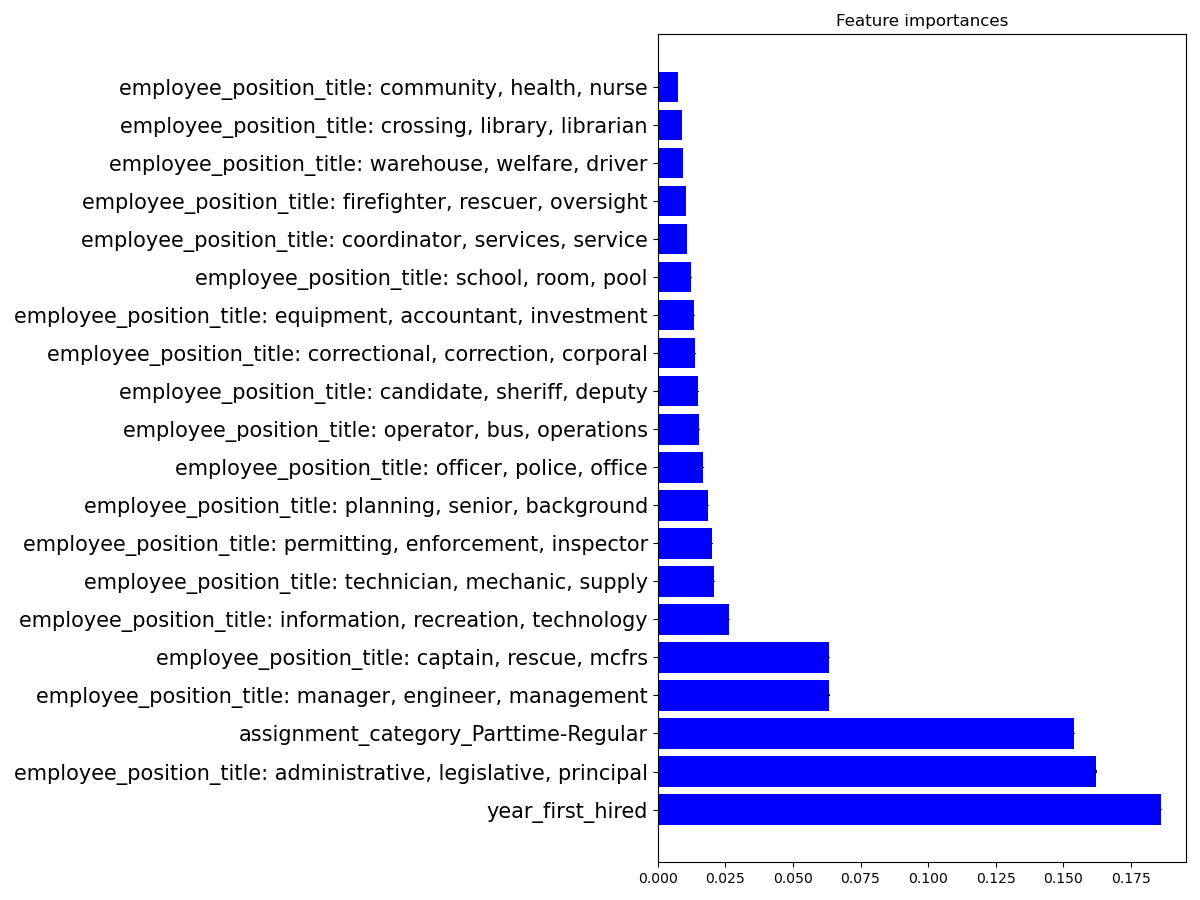 Feature importances
employee_position_title: community, health, nurse
employee_position_title: crossing, library, librarian
employee_position_title: warehouse, welfare, driver
employee_position_title: firefighter, rescuer, oversight
employee_position_title: coordinator, services, service
employee_position_title: school, room, pool
employee_position_title: equipment, accountant, investment
employee_position_title: correctional, correction, corporal
employee_position_title: candidate, sheriff, deputy
employee_position_title: operator, bus, operations
employee_position_title: officer, police, office
employee_position_title: planning, senior, background
employee_position_title: permitting, enforcement, inspector
employee_position_title: technician, mechanic, supply
employee_position_title: information, recreation, technology
employee_position_title: captain, rescue, mcfrs
employee_position_title: manager, engineer, management
assignment_category_Parttime-Regular
employee_position_title: administrative, legislative, principal
year_first_hired
0.000 0.025 0.050 0.075 0.100 0.125 0.150 0.175